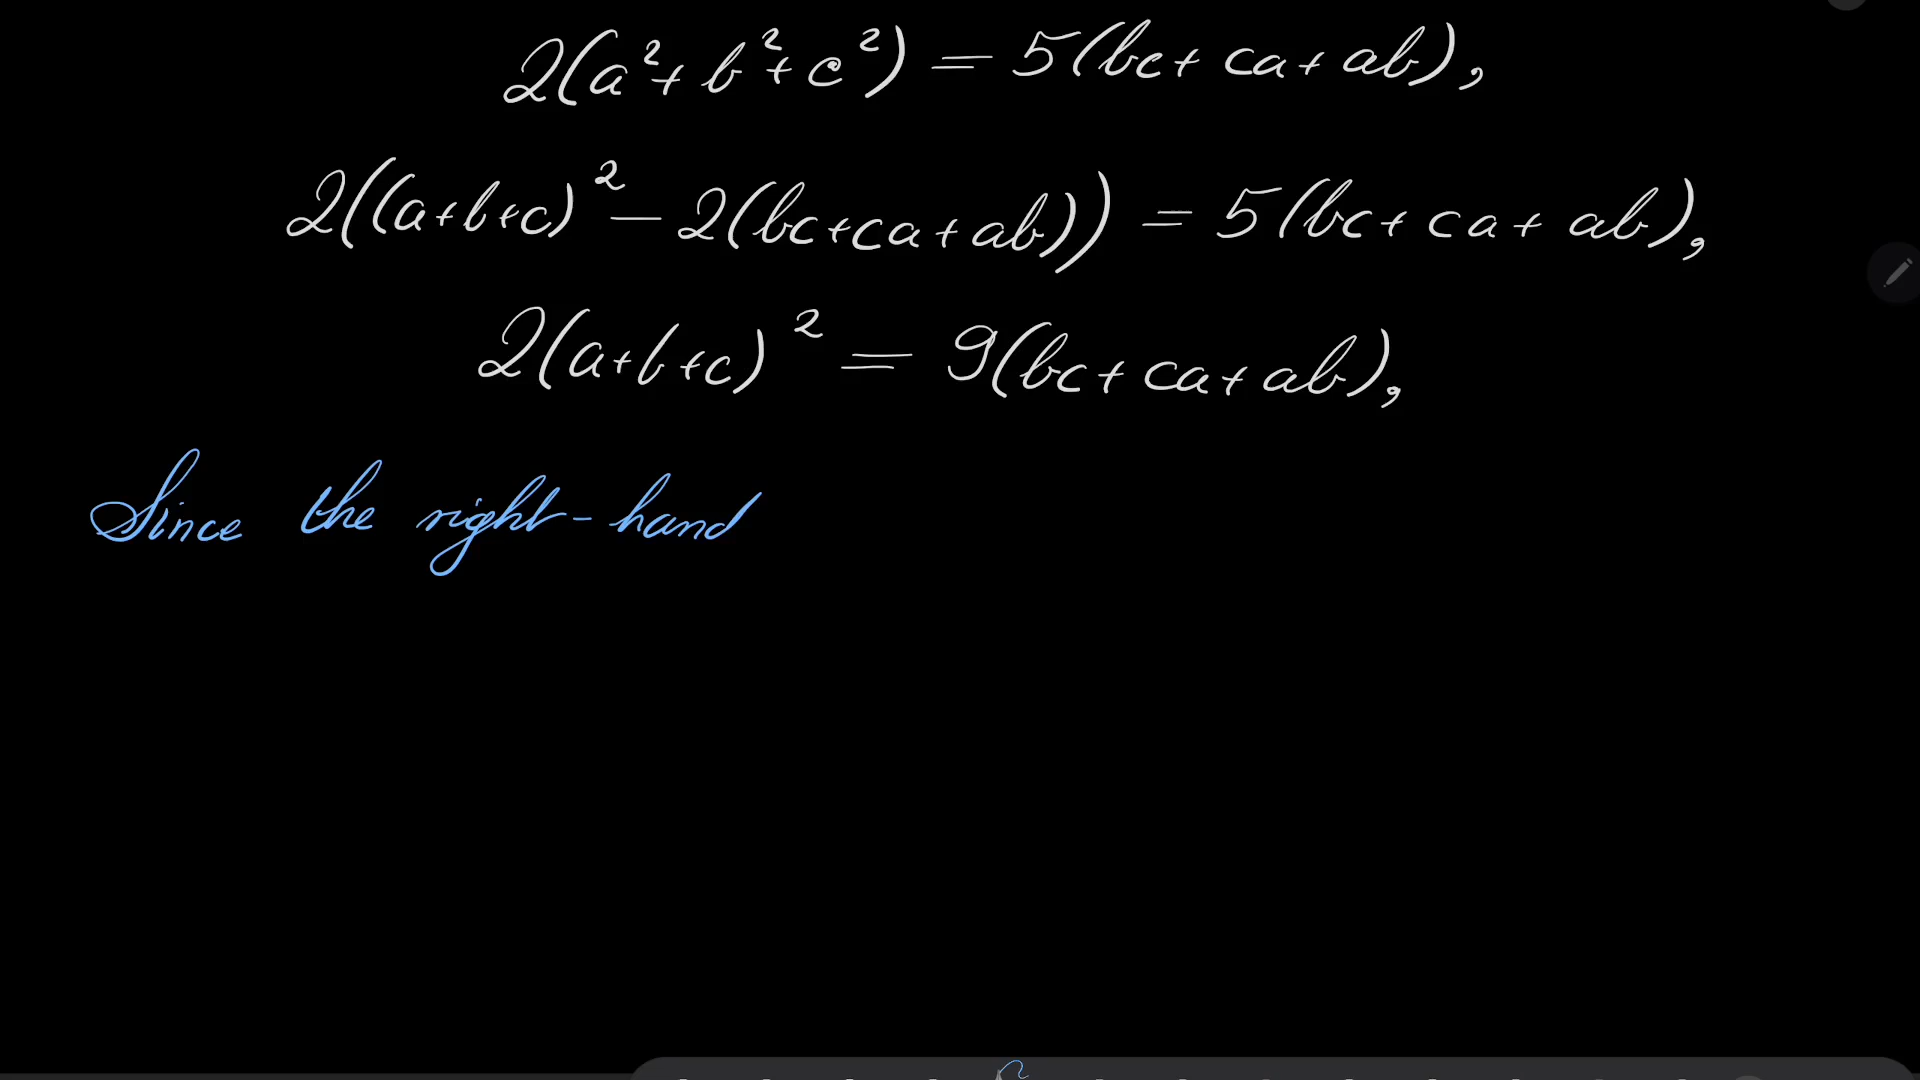 2(a²+b²+c²) = 5(bc+ca+ab),
2((a+b+c)²-2(bc+ca+ab)) = 5(bc+ca+ab),
2(a+b+c)² = 9(bc+ca+ab),
Since the right-hand